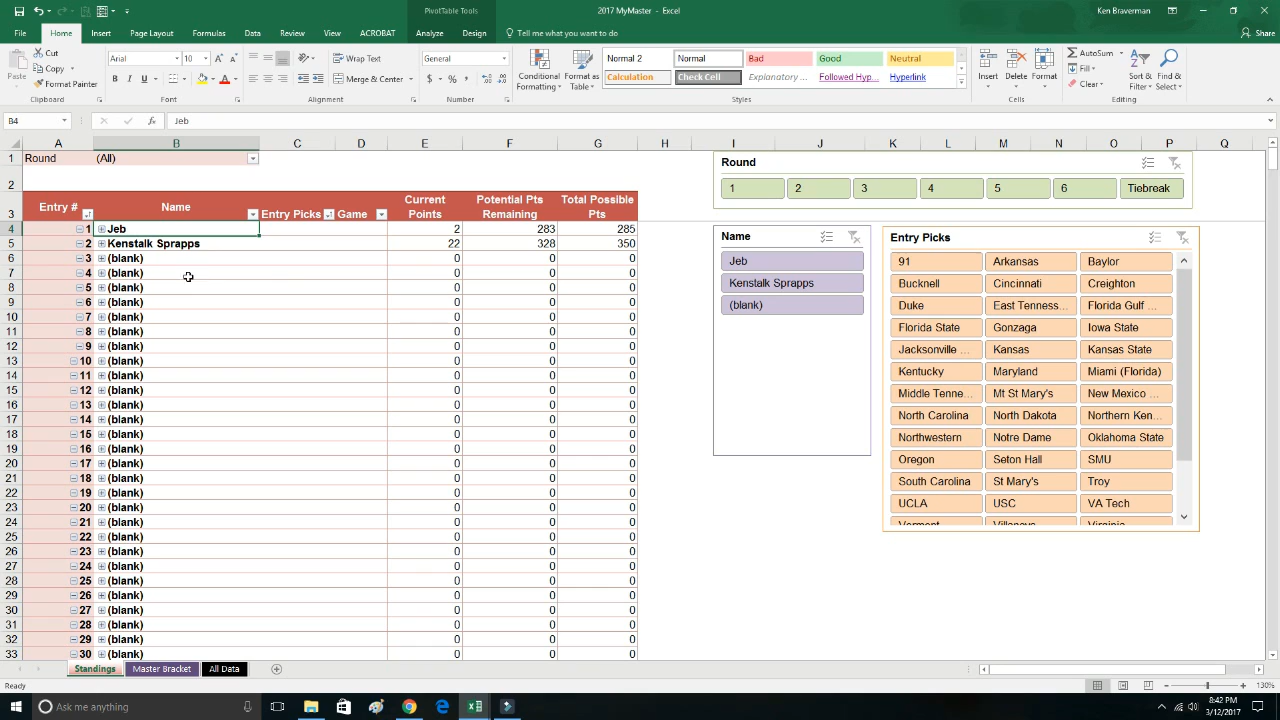 PivotTable Tools
2017 MyMaster - Excel
Ken Braverman
File Home Insert Page Layout Formulas Data Review View ACROBAT Analyze Design Tell me what you want to do Share
Paste
Cut
Copy
Format Painter
Clipboard
Arial 10
B I U
Font
Wrap Text
Merge & Center
Alignment
General
$ % ,
Number
Conditional Formatting
Format as Table
Normal 2 Normal Bad Good Neutral
Calculation Check Cell Explanatory ... Followed Hyp... Hyperlink
Styles
Insert Delete Format
Cells
AutoSum
Fill
Clear
Sort & Filter
Find & Select
Editing
B4 fx Jeb
A B C D E F G H I J K L M N O P Q
1 Round (All)
2
3 Entry # Name Entry Picks Game Current Points Potential Pts Remaining Total Possible Pts
4 1 Jeb 2 283 285
5 2 Kenstalk Sprapps 22 328 350
6 3 (blank) 0 0 0
7 4 (blank) 0 0 0
8 5 (blank) 0 0 0
9 6 (blank) 0 0 0
10 7 (blank) 0 0 0
11 8 (blank) 0 0 0
12 9 (blank) 0 0 0
13 10 (blank) 0 0 0
14 11 (blank) 0 0 0
15 12 (blank) 0 0 0
16 13 (blank) 0 0 0
17 14 (blank) 0 0 0
18 15 (blank) 0 0 0
19 16 (blank) 0 0 0
20 17 (blank) 0 0 0
21 18 (blank) 0 0 0
22 19 (blank) 0 0 0
23 20 (blank) 0 0 0
24 21 (blank) 0 0 0
25 22 (blank) 0 0 0
26 23 (blank) 0 0 0
27 24 (blank) 0 0 0
28 25 (blank) 0 0 0
29 26 (blank) 0 0 0
30 27 (blank) 0 0 0
31 28 (blank) 0 0 0
32 29 (blank) 0 0 0
33 30 (blank) 0 0 0
Round
1 2 3 4 5 6 Tiebreak
Name
Jeb
Kenstalk Sprapps
(blank)
Entry Picks
91 Arkansas Baylor
Bucknell Cincinnati Creighton
Duke East Tenness... Florida Gulf ...
Florida State Gonzaga Iowa State
Jacksonville ... Kansas Kansas State
Kentucky Maryland Miami (Florida)
Middle Tenne... Mt St Mary's New Mexico ...
North Carolina North Dakota Northern Ken...
Northwestern Notre Dame Oklahoma State
Oregon Seton Hall SMU
South Carolina St Mary's Troy
UCLA USC VA Tech
Vermont Villanova Virginia
Standings Master Bracket All Data
Ready
130%
Ask me anything
8:42 PM
3/12/2017